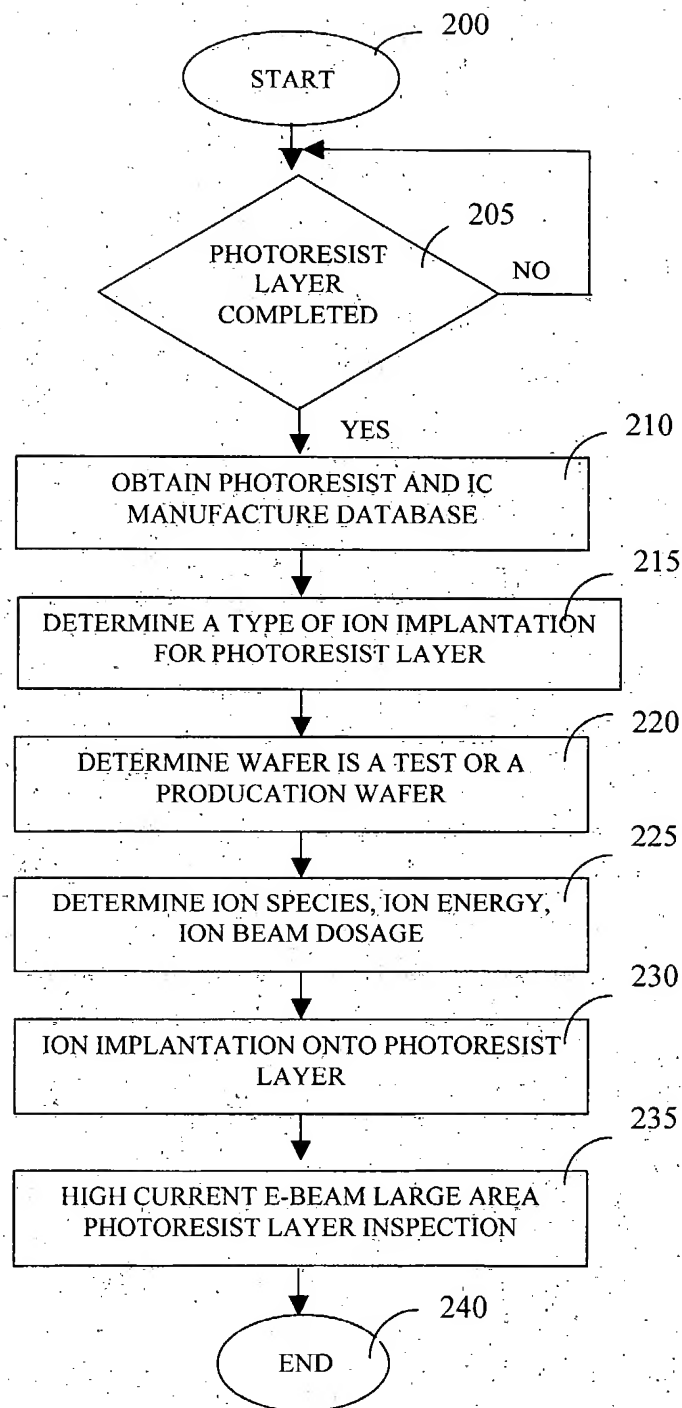 200
START
205
PHOTORESIST
LAYER
COMPLETED
NO
YES
210
OBTAIN PHOTORESIST AND IC
MANUFACTURE DATABASE
215
DETERMINE A TYPE OF ION IMPLANTATION
FOR PHOTORESIST LAYER
220
DETERMINE WAFER IS A TEST OR A
PRODUCATION WAFER
225
DETERMINE ION SPECIES, ION ENERGY,
ION BEAM DOSAGE
230
ION IMPLANTATION ONTO PHOTORESIST
LAYER
235
HIGH CURRENT E-BEAM LARGE AREA
PHOTORESIST LAYER INSPECTION
240
END